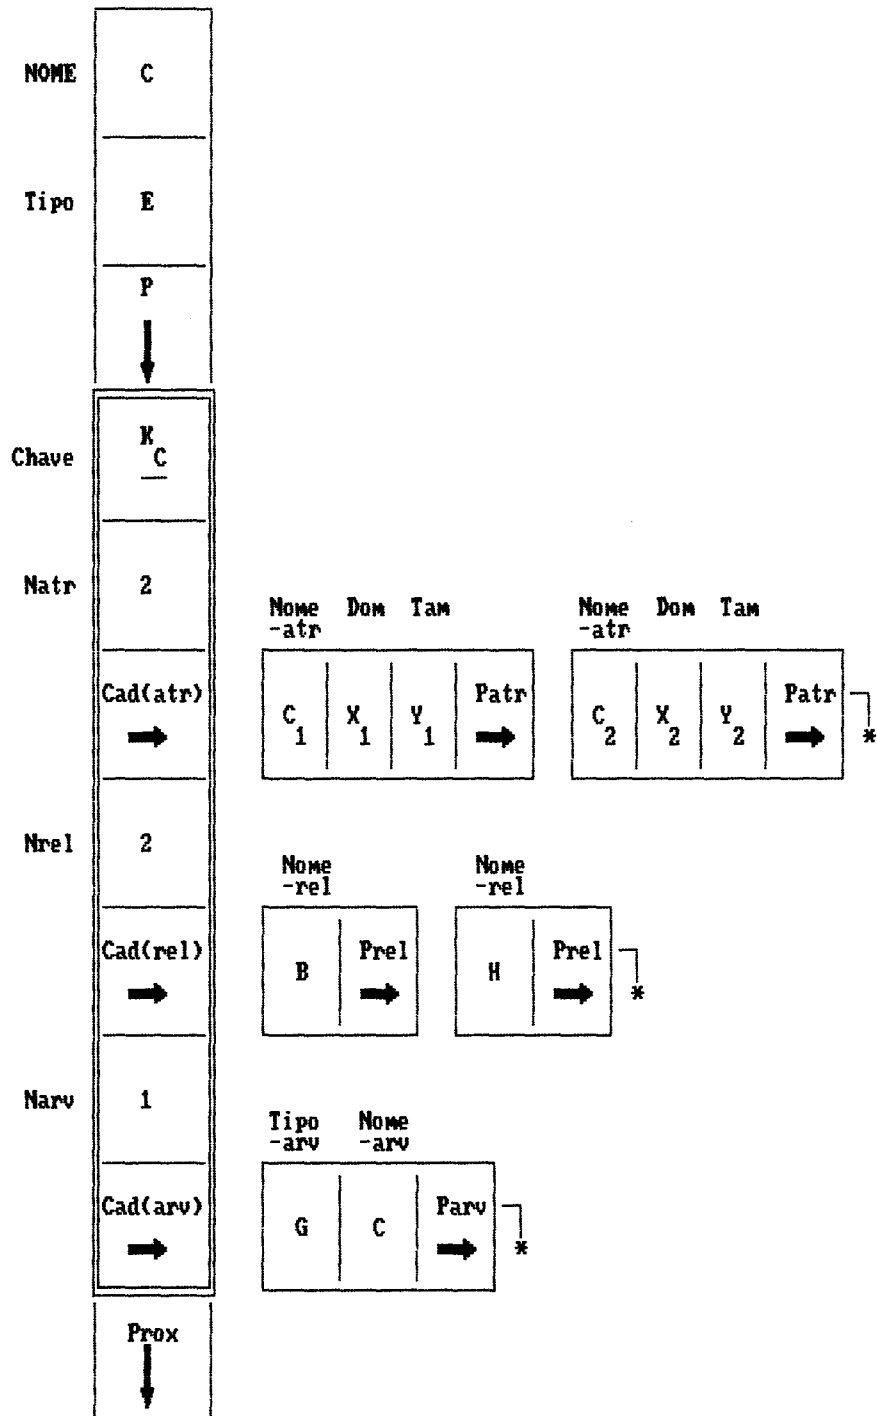 NOME C
Tipo E
P
Chave K
C
Natr 2
Nome Dom Tam Nome Dom Tam
-atr -atr
Cad(atr) Patr Patr
C X Y C X Y
1 1 1 2 2 2 *
Nrel 2
Nome Nome
-rel -rel
Cad(rel) Prel Prel
B H
*
Narv 1
Tipo Nome
-arv -arv
Cad(arv) Parv
G C
*
Prox